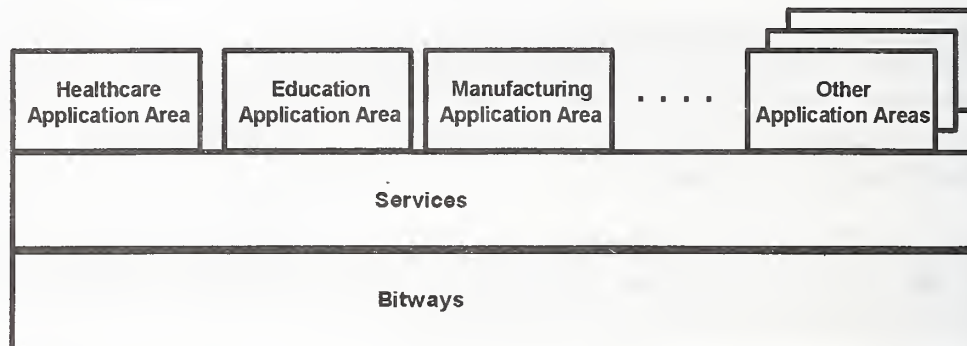 Healthcare
Application Area
Education
Application Area
Manufacturing
Application Area
. . . .
Other
Application Areas
Services
Bitways